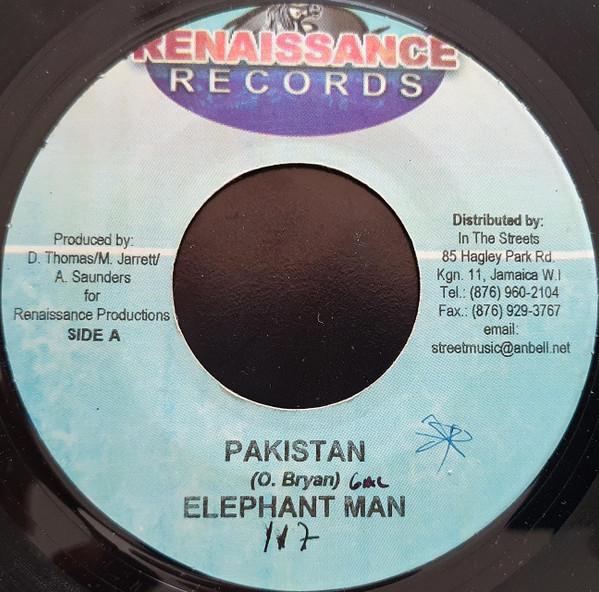 RENAISSANCE
RECORDS
Produced by:
D. Thomas/M. Jarrett/
A. Saunders
for
Renaissance Productions
SIDE A
Distributed by:
In The Streets
85 Hagley Park Rd.
Kgn. 11, Jamaica W.I
Tel.: (876) 960-2104
Fax.: (876) 929-3767
email:
streetmusic@anbell.net
PAKISTAN
(O. Bryan)
ELEPHANT MAN